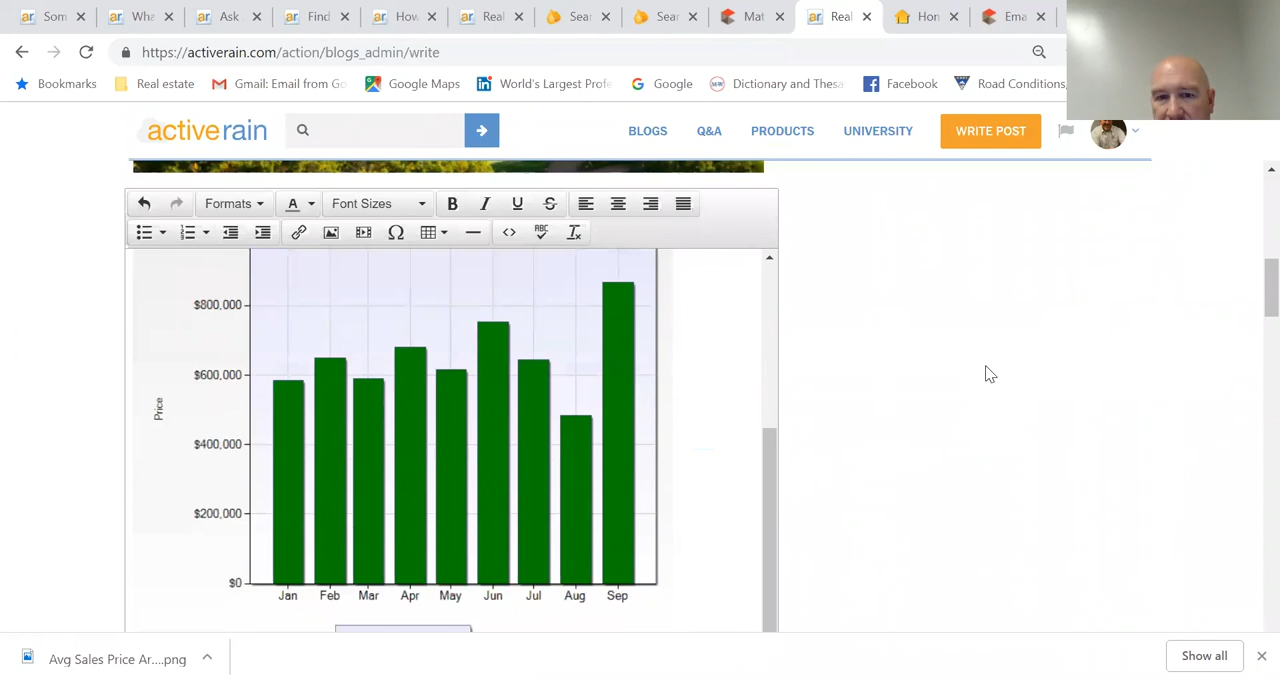 Som
Wha
Ask
Find
How
Real
Sear
Sear
Mat
Real
Hon
Ema
https://activerain.com/action/blogs_admin/write
Bookmarks
Real estate
Gmail: Email from Go
Google Maps
World's Largest Profe
Google
Dictionary and Thesa
Facebook
Road Conditions,
activerain
BLOGS
Q&A
PRODUCTS
UNIVERSITY
WRITE POST
Formats
A
Font Sizes
B
I
U
S
ABC
Price
$800,000
$600,000
$400,000
$200,000
$0
Jan Feb Mar Apr May Jun Jul Aug Sep
Avg Sales Price Ar....png
Show all